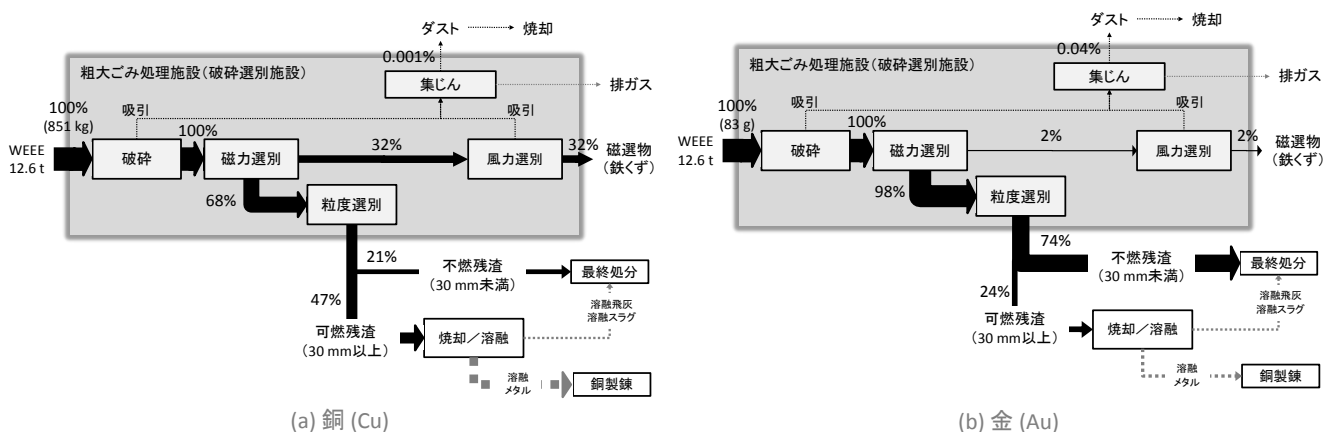 ダスト
焼却
0.001%
粗大ごみ処理施設(破砕選別施設)
集じん
排ガス
100%
(851 kg)
吸引
吸引
100%
32%
32%
WEEE
12.6 t
破砕
磁力選別
風力選別
磁選物
(鉄くず)
68%
粒度選別
21%
不燃残渣
(30 mm未満)
最終処分
47%
溶融飛灰
溶融スラグ
可燃残渣
(30 mm以上)
焼却/溶融
溶融
メタル
銅製錬
(a) 銅 (Cu)
ダスト
焼却
0.04%
粗大ごみ処理施設(破砕選別施設)
集じん
排ガス
100%
(83 g)
吸引
吸引
100%
2%
2%
WEEE
12.6 t
破砕
磁力選別
風力選別
磁選物
(鉄くず)
98%
粒度選別
74%
不燃残渣
(30 mm未満)
最終処分
24%
溶融飛灰
溶融スラグ
可燃残渣
(30 mm以上)
焼却/溶融
溶融
メタル
銅製錬
(b) 金 (Au)